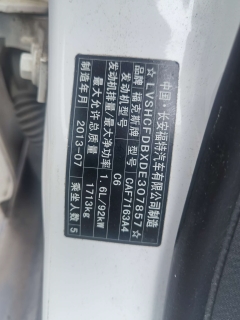 中国·长安福特汽车有限公司制造
★LVSHCFDBXDE307857★
品牌 福克斯牌 型号 CAF7163A4
发动机型号 C6
发动机排量/最大净功率 1.6L/92kW
最大允许总质量 1713kg
制造年月 2013-07 乘坐人数 5